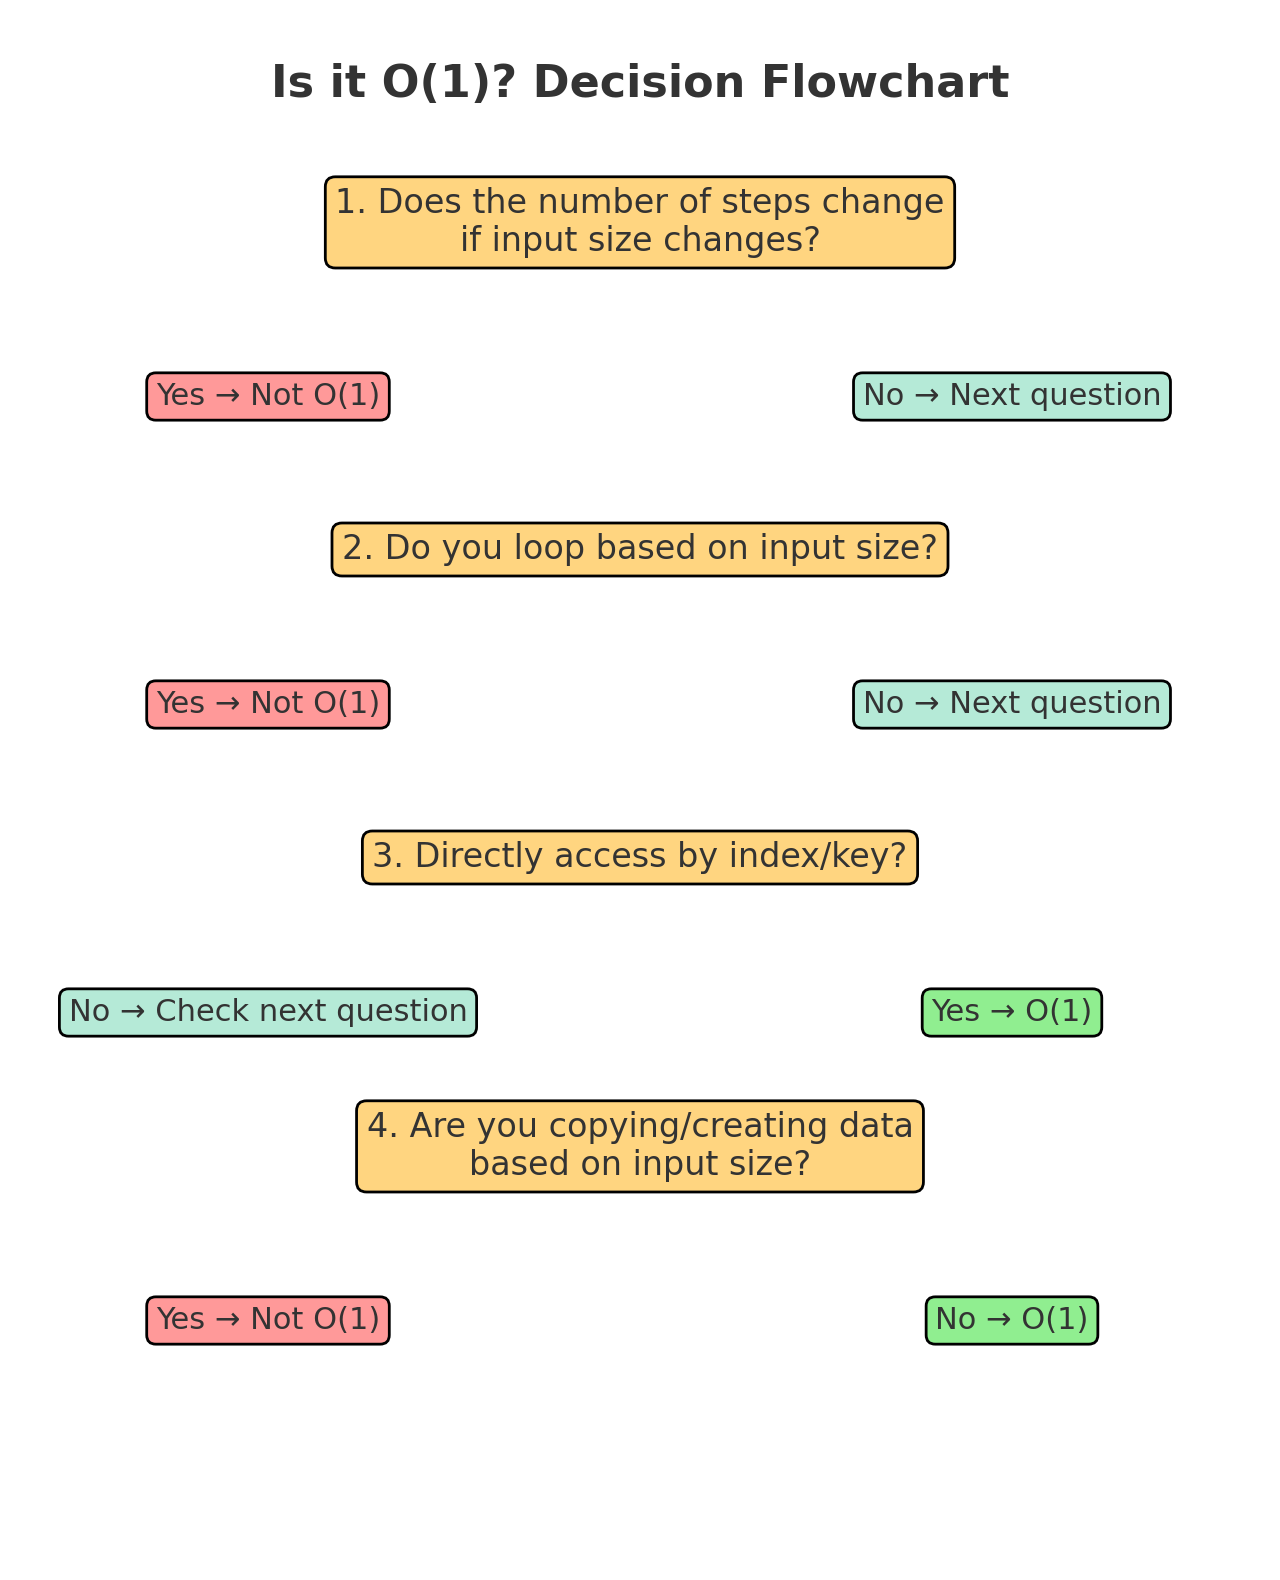 Is it O(1)? Decision Flowchart
1. Does the number of steps change
if input size changes?
Yes → Not O(1)
No → Next question
2. Do you loop based on input size?
Yes → Not O(1)
No → Next question
3. Directly access by index/key?
No → Check next question
Yes → O(1)
4. Are you copying/creating data
based on input size?
Yes → Not O(1)
No → O(1)